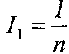 I₁ = I/n